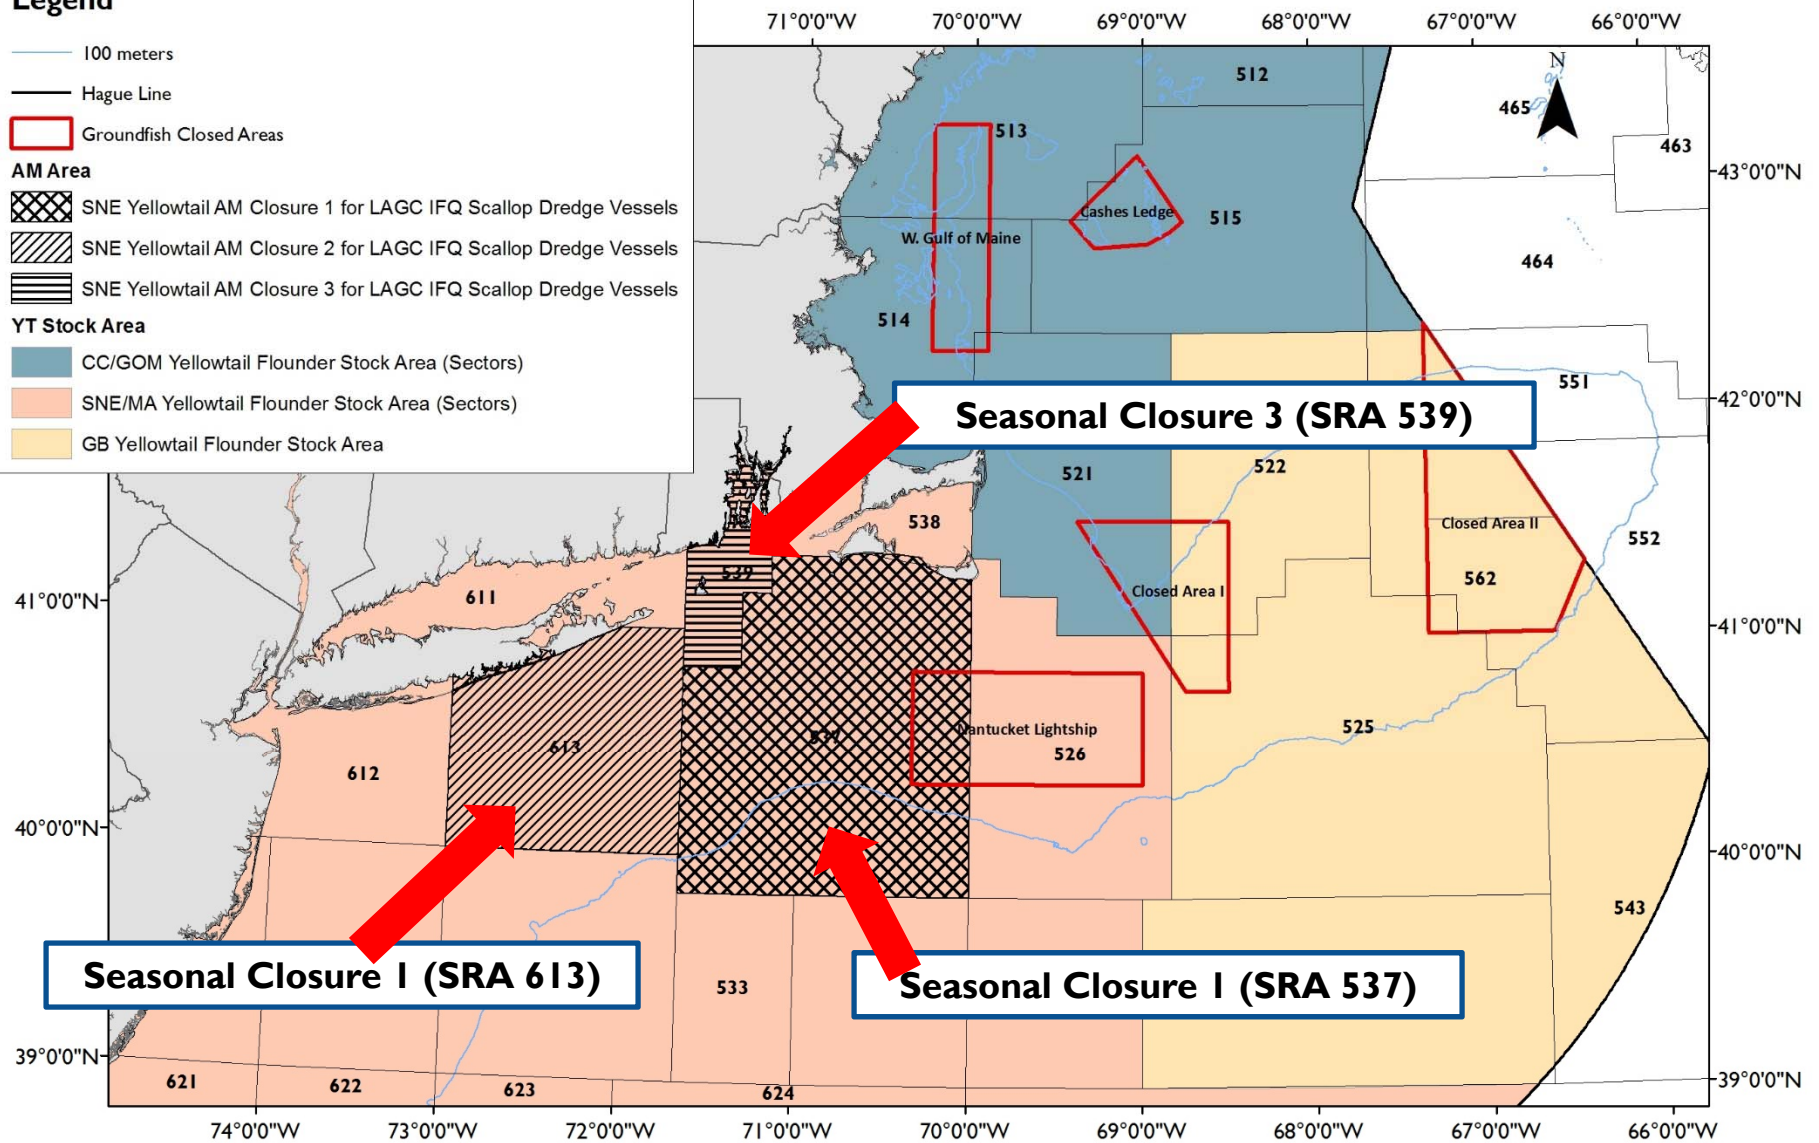 Legend
100 meters
Hague Line
Groundfish Closed Areas
AM Area
SNE Yellowtail AM Closure 1 for LAGC IFQ Scallop Dredge Vessels
SNE Yellowtail AM Closure 2 for LAGC IFQ Scallop Dredge Vessels
SNE Yellowtail AM Closure 3 for LAGC IFQ Scallop Dredge Vessels
YT Stock Area
CC/GOM Yellowtail Flounder Stock Area (Sectors)
SNE/MA Yellowtail Flounder Stock Area (Sectors)
GB Yellowtail Flounder Stock Area
71°0'0"W 70°0'0"W 69°0'0"W 68°0'0"W 67°0'0"W 66°0'0"W
N
512
465
513
463
43°0'0"N
Cashes Ledge
515
W. Gulf of Maine
464
514
551
42°0'0"N
Seasonal Closure 3 (SRA 539)
521
522
538
Closed Area II
552
539
562
Closed Area I
611
41°0'0"N
41°0'0"N
Nantucket Lightship
525
537
613
526
612
40°0'0"N
40°0'0"N
543
Seasonal Closure 1 (SRA 613)
533
Seasonal Closure 1 (SRA 537)
39°0'0"N
39°0'0"N
621
622
623
624
74°0'0"W 73°0'0"W 72°0'0"W 71°0'0"W 70°0'0"W 69°0'0"W 68°0'0"W 67°0'0"W 66°0'0"W